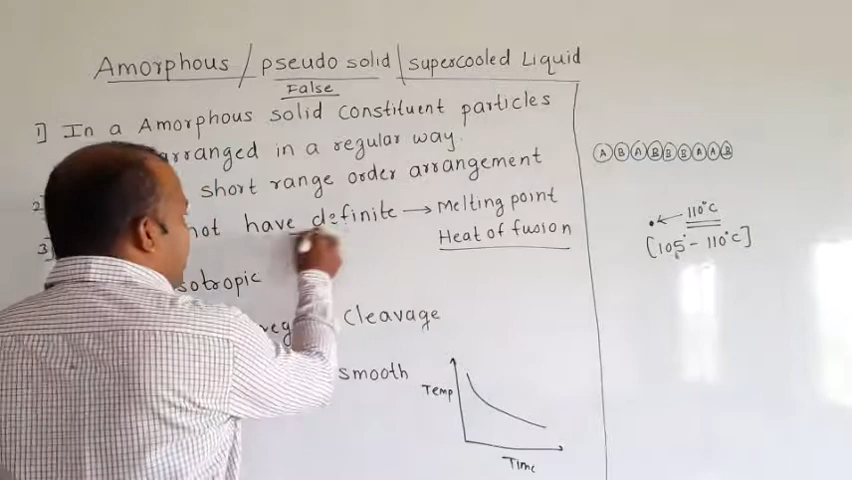 Amorphous / pseudo solid | supercooled Liquid
False
1] In a Amorphous solid constituent particles
arranged in a regular way.
2] short range order arrangement
3] not have definite → Melting point
Heat of fusion
sotropic
Cleavage
smooth
Temp
Time
A B A B B B A A B
110°C
[105° - 110°C]